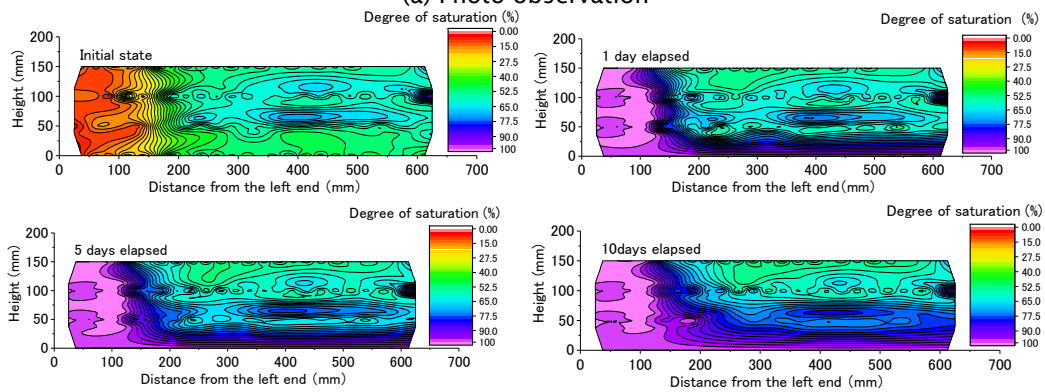 (a) Photo observation
Degree of saturation (%)
Initial state
Height (mm)
200
150
100
50
0
0 100 200 300 400 500 600 700
Distance from the left end (mm)
0.00
15.0
27.5
40.0
52.5
65.0
77.5
90.0
100
Degree of saturation (%)
1 day elapsed
Height (mm)
200
150
100
50
0
0 100 200 300 400 500 600 700
Distance from the left end(mm)
0.00
15.0
27.5
40.0
52.5
65.0
77.5
90.0
100
Degree of saturation (%)
5 days elapsed
Height (mm)
200
150
100
50
0
0 100 200 300 400 500 600 700
Distance from the left end (mm)
0.00
15.0
27.5
40.0
52.5
65.0
77.5
90.0
100
Degree of saturation (%)
10days elapsed
Height (mm)
200
150
100
50
0
0 100 200 300 400 500 600 700
Distance from the left end (mm)
0.00
15.0
27.5
40.0
52.5
65.0
77.5
90.0
100